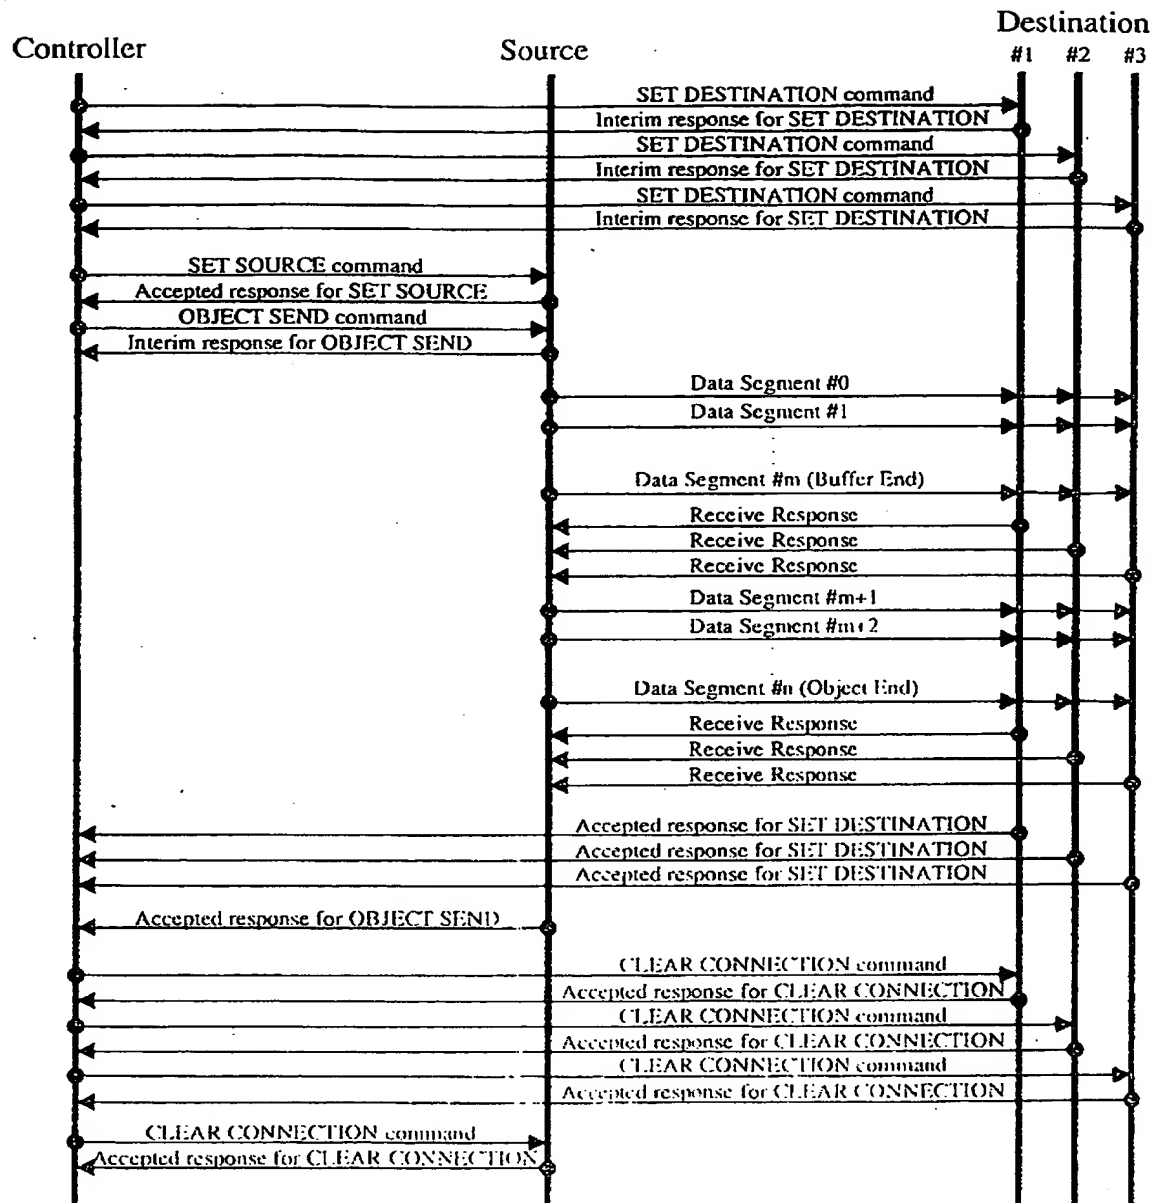 Destination
Controller
Source
#1 #2 #3
SET DESTINATION command
Interim response for SET DESTINATION
SET DESTINATION command
Interim response for SET DESTINATION
SET DESTINATION command
Interim response for SET DESTINATION
SET SOURCE command
Accepted response for SET SOURCE
OBJECT SEND command
Interim response for OBJECT SEND
Data Segment #0
Data Segment #1
Data Segment #m (Buffer End)
Receive Response
Receive Response
Receive Response
Data Segment #m+1
Data Segment #m+2
Data Segment #n (Object End)
Receive Response
Receive Response
Receive Response
Accepted response for SET DESTINATION
Accepted response for SET DESTINATION
Accepted response for SET DESTINATION
Accepted response for OBJECT SEND
CLEAR CONNECTION command
Accepted response for CLEAR CONNECTION
CLEAR CONNECTION command
Accepted response for CLEAR CONNECTION
CLEAR CONNECTION command
Accepted response for CLEAR CONNECTION
CLEAR CONNECTION command
Accepted response for CLEAR CONNECTION